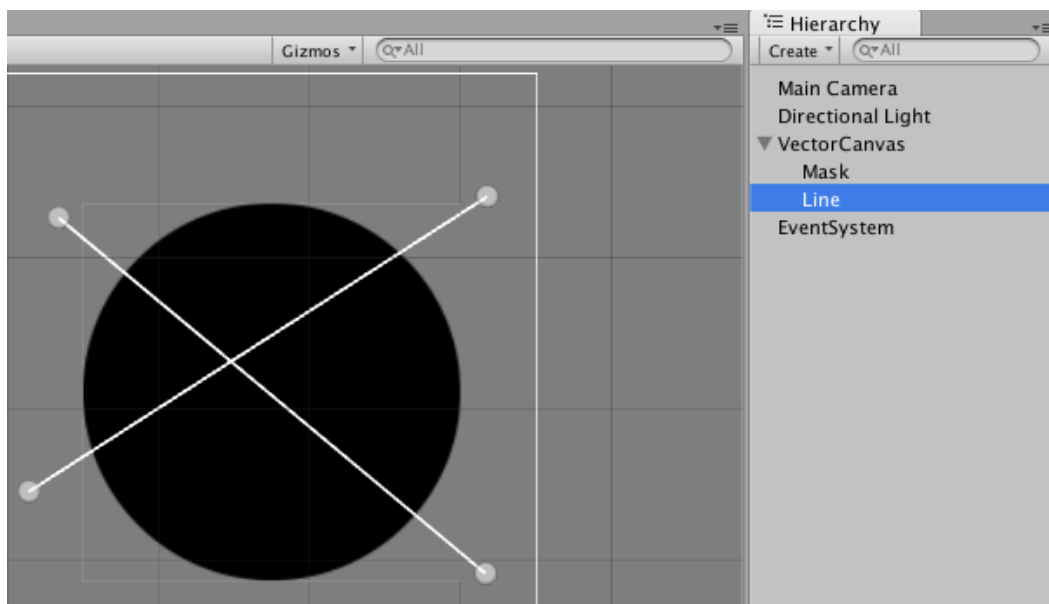 Gizmos
All
Hierarchy
Create
All
Main Camera
Directional Light
VectorCanvas
Mask
Line
EventSystem